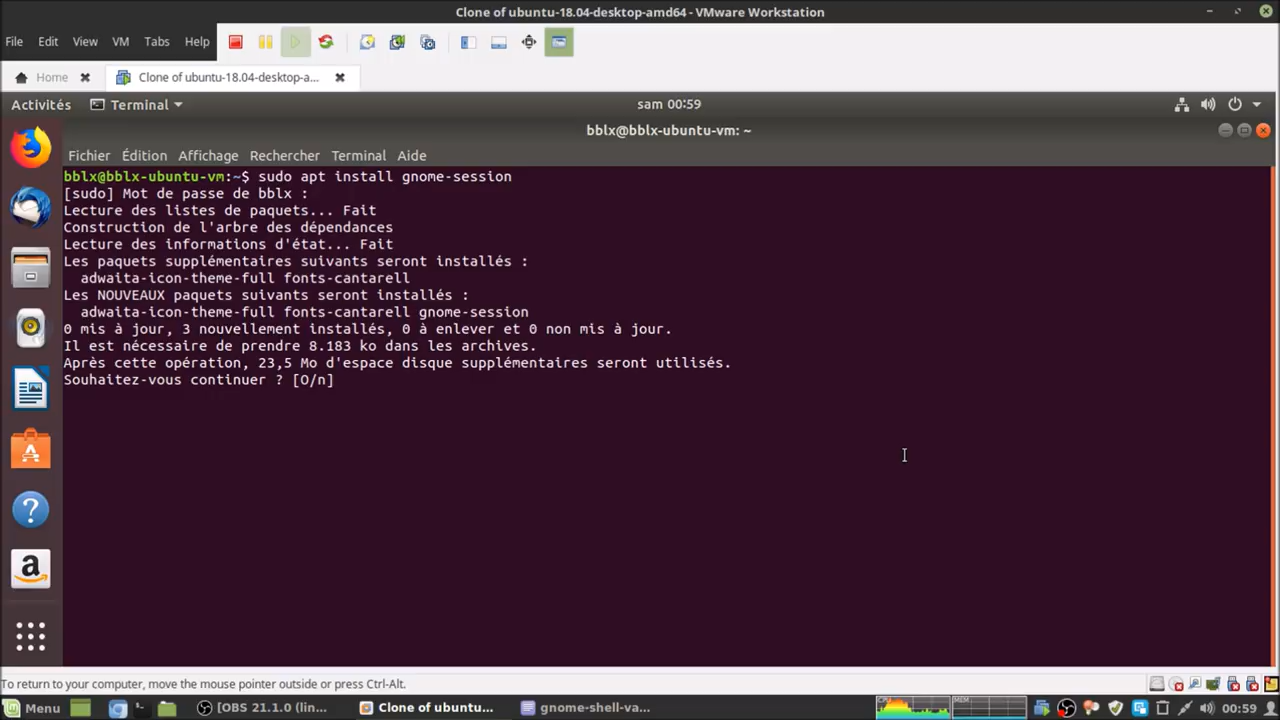 Clone of ubuntu-18.04-desktop-amd64 - VMware Workstation
File Edit View VM Tabs Help
Home Clone of ubuntu-18.04-desktop-a...
Activités Terminal sam 00:59
bblx@bblx-ubuntu-vm: ~
Fichier Édition Affichage Rechercher Terminal Aide
bblx@bblx-ubuntu-vm:~$ sudo apt install gnome-session
[sudo] Mot de passe de bblx :
Lecture des listes de paquets... Fait
Construction de l'arbre des dépendances
Lecture des informations d'état... Fait
Les paquets supplémentaires suivants seront installés :
adwaita-icon-theme-full fonts-cantarell
Les NOUVEAUX paquets suivants seront installés :
adwaita-icon-theme-full fonts-cantarell gnome-session
0 mis à jour, 3 nouvellement installés, 0 à enlever et 0 non mis à jour.
Il est nécessaire de prendre 8.183 ko dans les archives.
Après cette opération, 23,5 Mo d'espace disque supplémentaires seront utilisés.
Souhaitez-vous continuer ? [O/n]
To return to your computer, move the mouse pointer outside or press Ctrl-Alt.
Menu [OBS 21.1.0 (lin... Clone of ubuntu... gnome-shell-va... CPU MEM 00:59